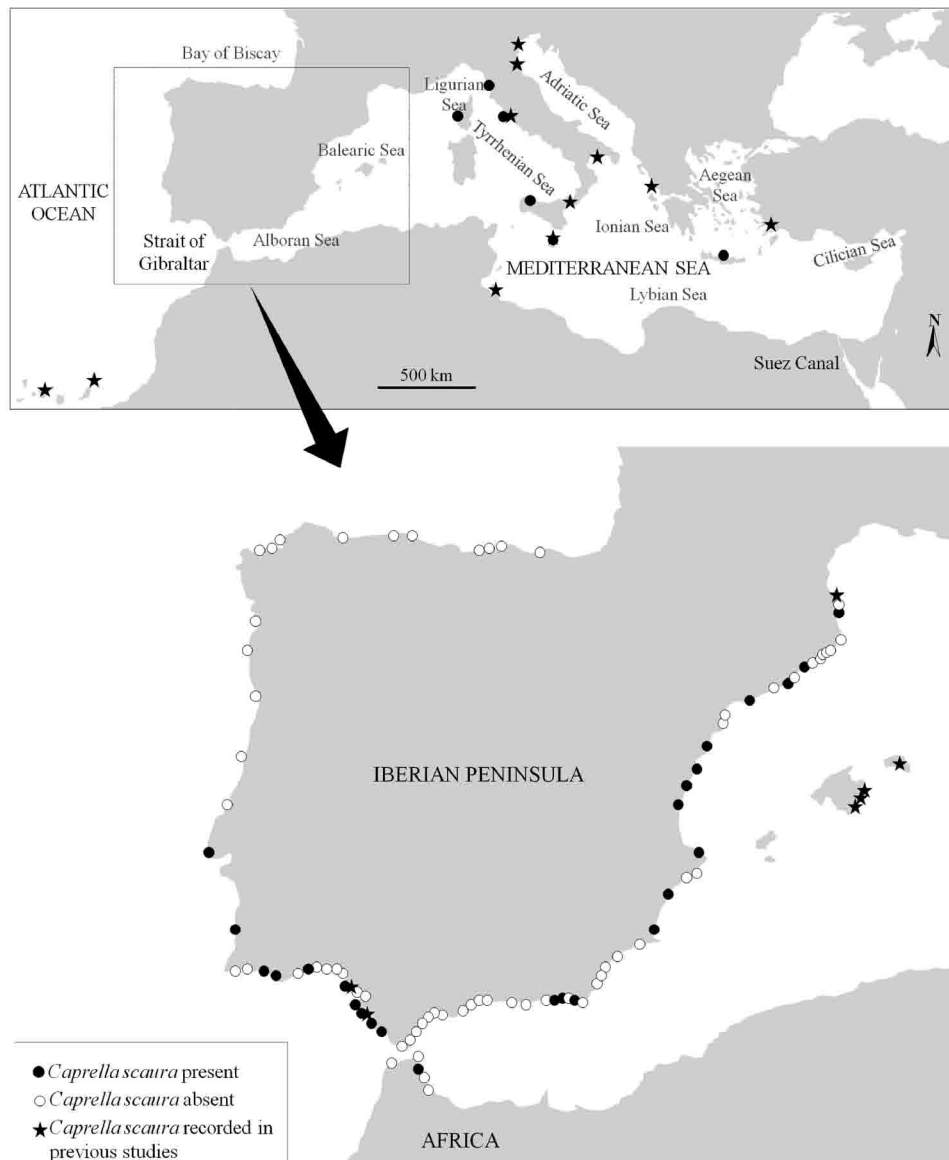 Bay of Biscay
Ligurian
Sea
Adriatic Sea
Balearic Sea
Tyrrhenian Sea
Aegean
Sea
ATLANTIC
OCEAN
Ionian Sea
Strait of
Gibraltar
Alboran Sea
Cilician Sea
MEDITERRANEAN SEA
Lybian Sea
N
Suez Canal
500 km
IBERIAN PENINSULA
Caprella scaura present
Caprella scaura absent
Caprella scaura recorded in
previous studies
AFRICA